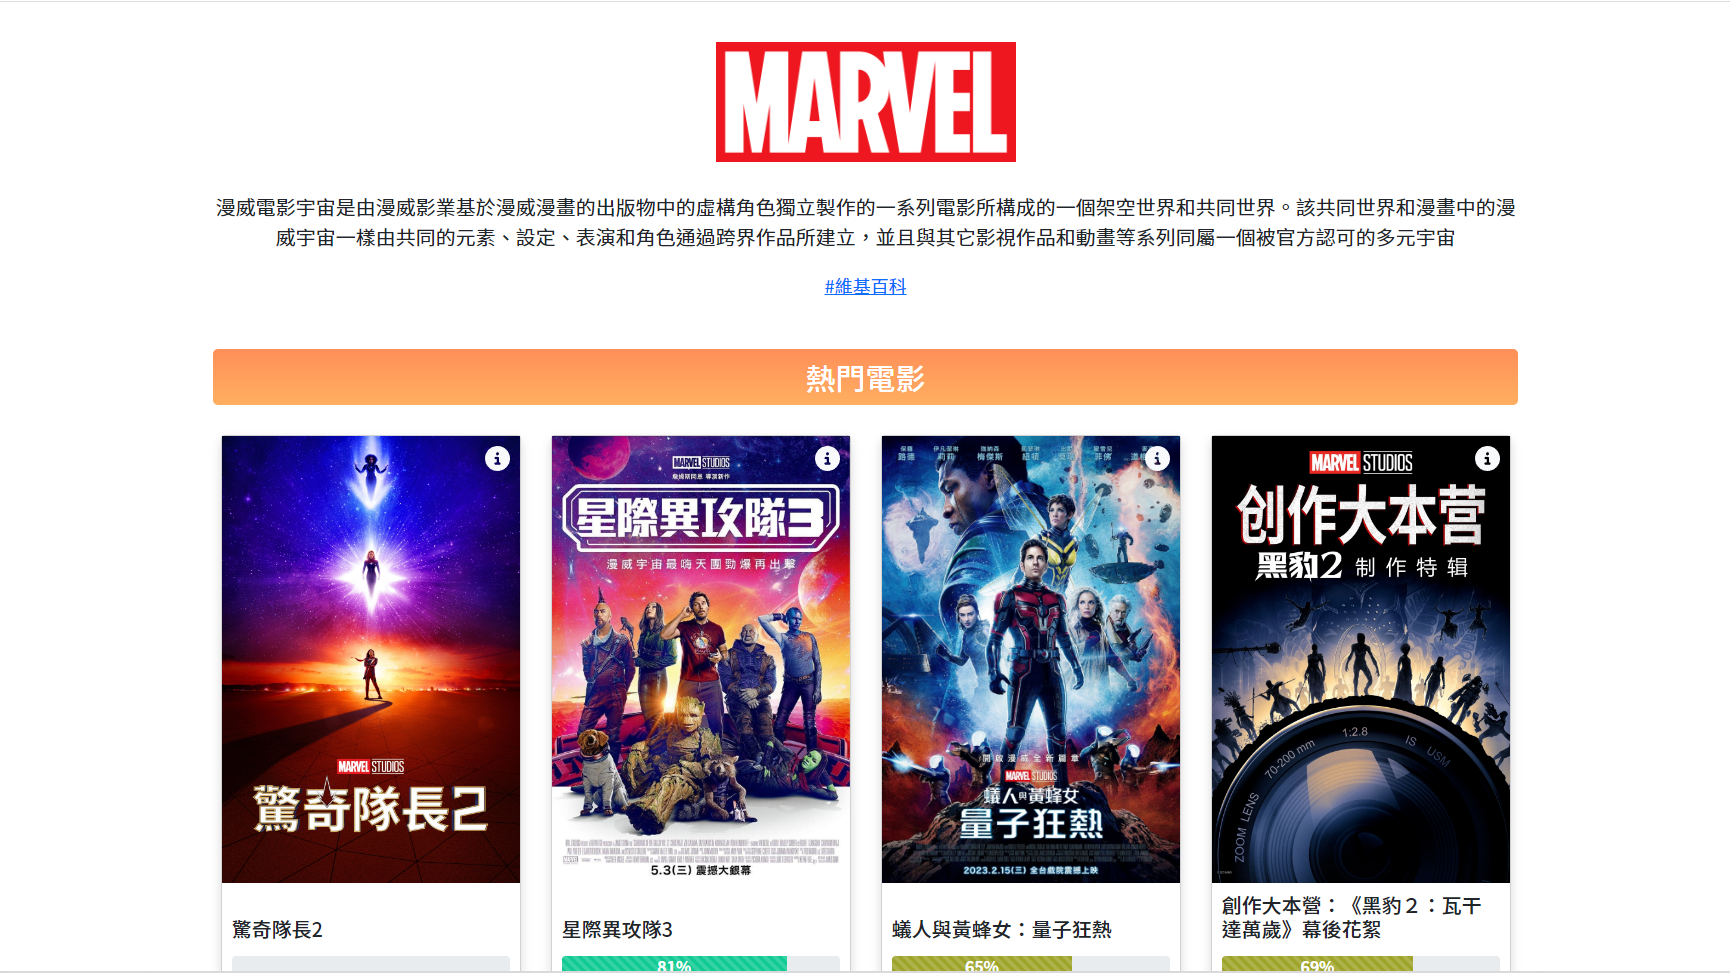 MARVEL
漫威電影宇宙是由漫威影業基於漫威漫畫的出版物中的虛構角色獨立製作的一系列電影所構成的一個架空世界和共同世界。該共同世界和漫畫中的漫
威宇宙一樣由共同的元素、設定、表演和角色通過跨界作品所建立，並且與其它影視作品和動畫等系列同屬一個被官方認可的多元宇宙
#維基百科
熱門電影
MARVEL STUDIOS
驚奇隊長2
驚奇隊長2
MARVEL STUDIOS
星際異攻隊3
漫威宇宙最嗨天團勁爆再出擊
5.3(三) 震撼大銀幕
星際異攻隊3
81%
開啟漫威全新篇章
MARVEL STUDIOS
蟻人與黃蜂女
量子狂熱
2023.2.15(三) 全台戲院震撼上映
蟻人與黃蜂女：量子狂熱
65%
MARVEL STUDIOS
创作大本营
黑豹2 制作特辑
70-200 mm 1:2.8 IS USM
ZOOM LENS
創作大本營：《黑豹２：瓦干
達萬歲》幕後花絮
69%